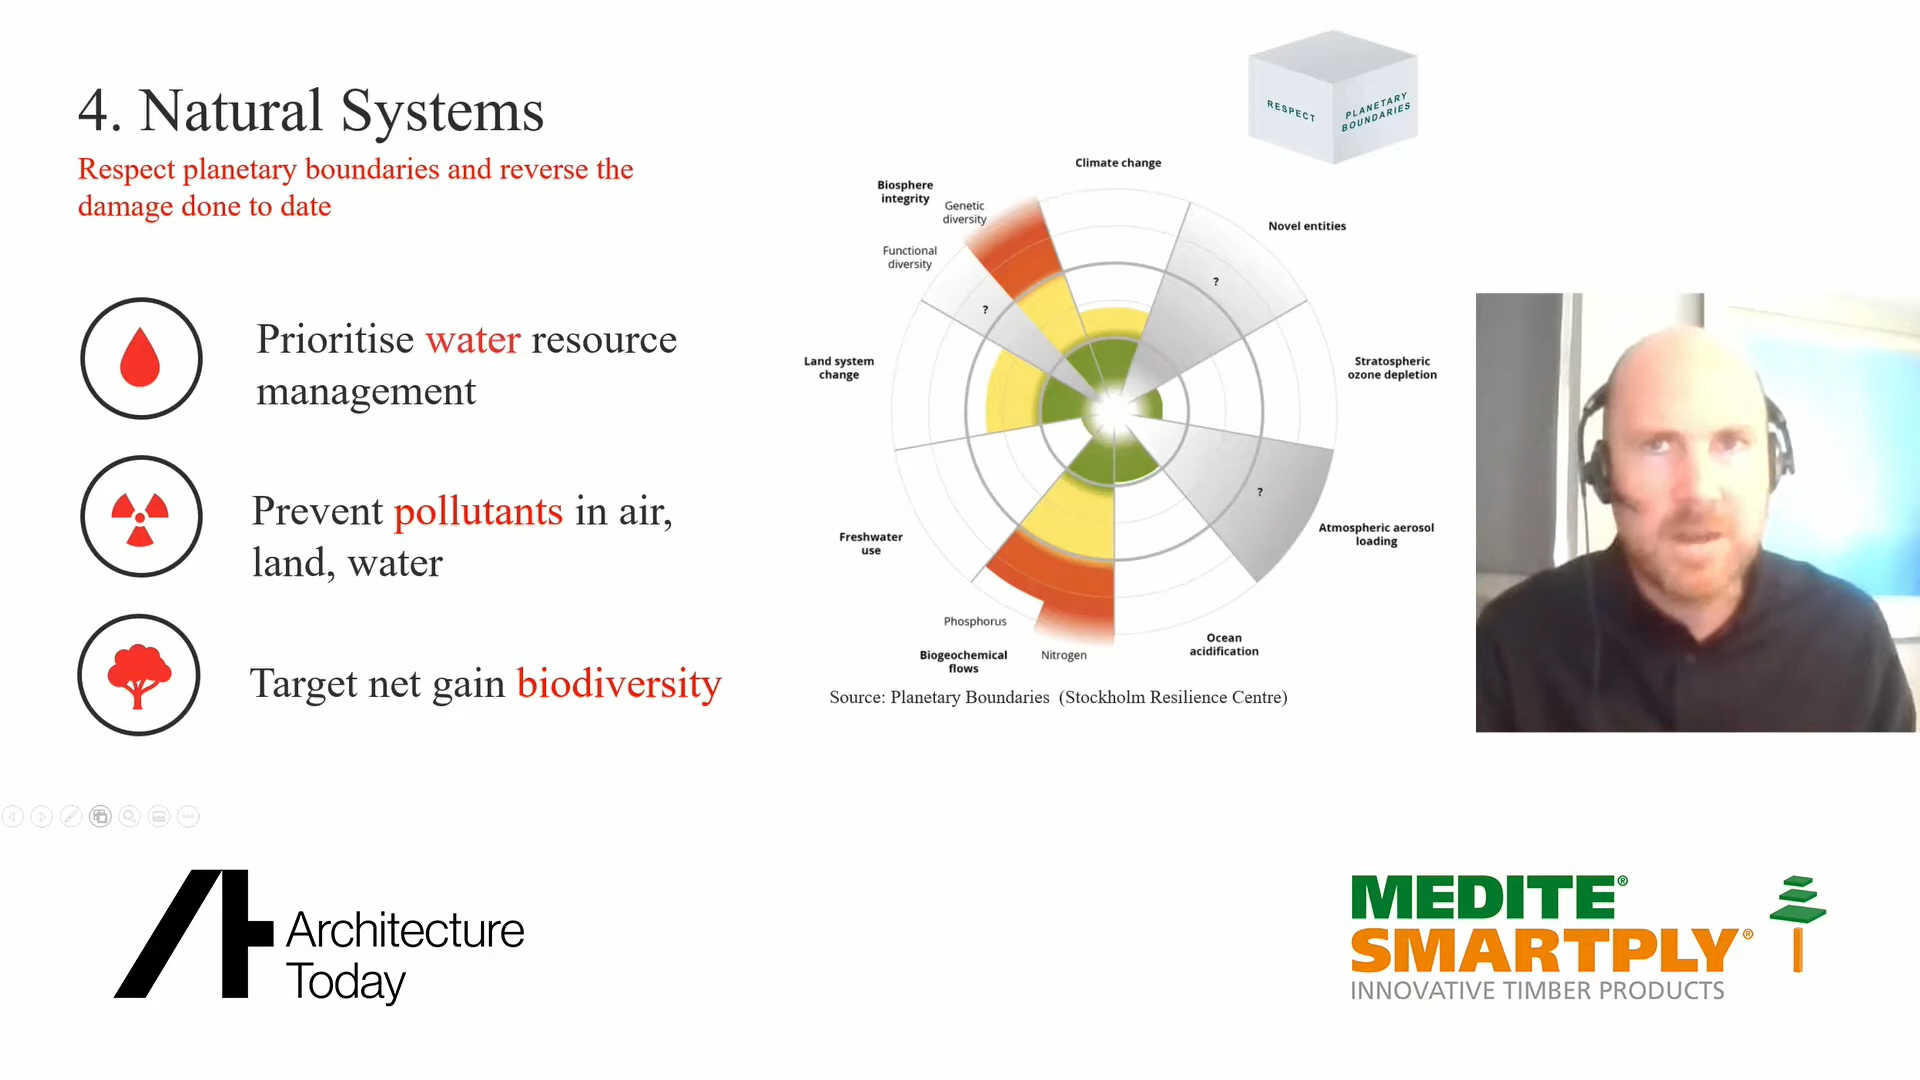 4. Natural Systems
Respect planetary boundaries and reverse the
damage done to date
Prioritise water resource
management
Prevent pollutants in air,
land, water
Target net gain biodiversity
RESPECT
PLANETARY
BOUNDARIES
Climate change
Biosphere
integrity
Genetic
diversity
Functional
diversity
Novel entities
?
?
Land system
change
Stratospheric
ozone depletion
?
Freshwater
use
Atmospheric aerosol
loading
Phosphorus
Biogeochemical
flows
Nitrogen
Ocean
acidification
Source: Planetary Boundaries (Stockholm Resilience Centre)
Architecture
Today
MEDITE®
SMARTPLY®
INNOVATIVE TIMBER PRODUCTS